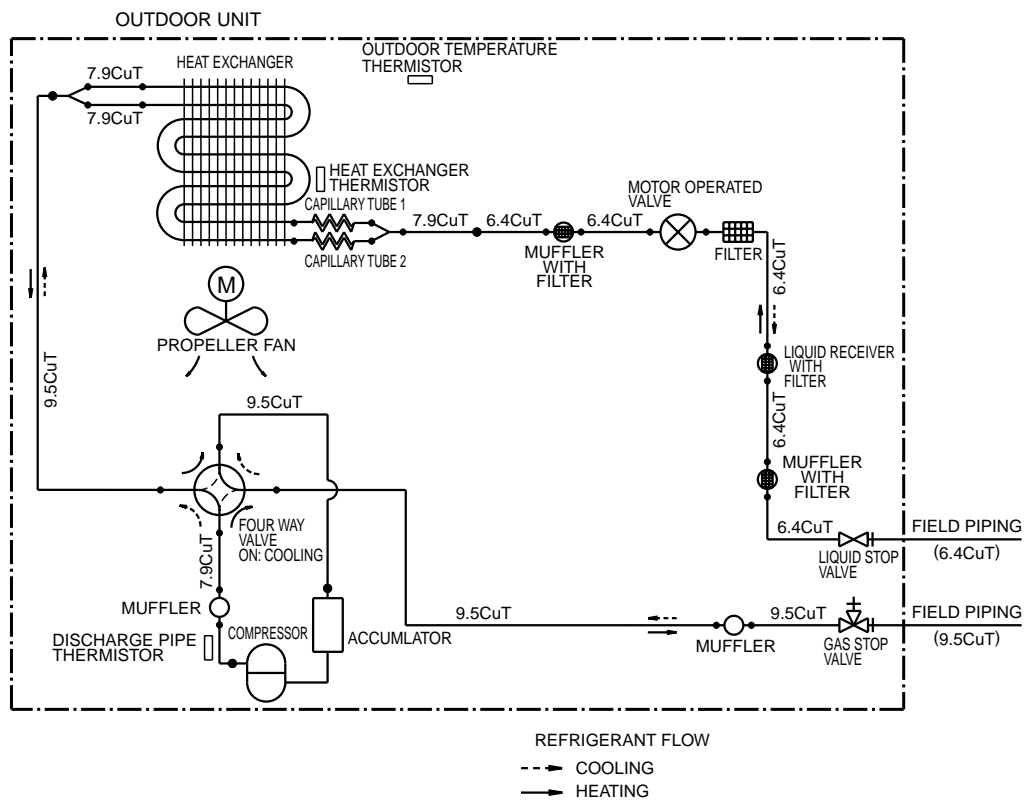 OUTDOOR UNIT
OUTDOOR TEMPERATURE
THERMISTOR
HEAT EXCHANGER
7.9CuT
7.9CuT
HEAT EXCHANGER
THERMISTOR
CAPILLARY TUBE 1
CAPILLARY TUBE 2
7.9CuT
6.4CuT
6.4CuT
MUFFLER
WITH
FILTER
MOTOR OPERATED
VALVE
FILTER
6.4CuT
M
PROPELLER FAN
LIQUID RECEIVER
WITH
FILTER
9.5CuT
9.5CuT
6.4CuT
MUFFLER
WITH
FILTER
FOUR WAY
VALVE
ON: COOLING
7.9CuT
6.4CuT
LIQUID STOP
VALVE
FIELD PIPING
(6.4CuT)
MUFFLER
DISCHARGE PIPE
THERMISTOR
COMPRESSOR
ACCUMLATOR
9.5CuT
MUFFLER
9.5CuT
GAS STOP
VALVE
FIELD PIPING
(9.5CuT)
REFRIGERANT FLOW
COOLING
HEATING